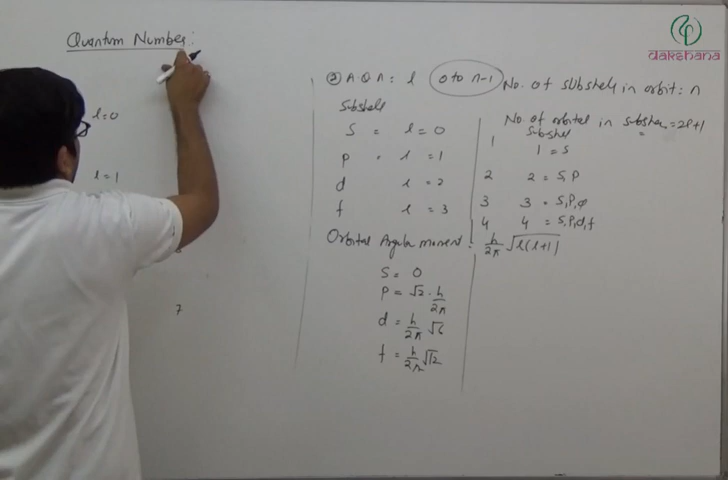 Quantum Number:
l=0
l=1
7
② A Q N: l 0 to n-1
Subshell
S = l=0
p = l=1
d l=2
f l=3
Orbital Angular moment: h/2π √l(l+1)
S = 0
P = √2 · h/2π
d = h/2π √6
f = h/2π √12
No. of subshells in orbit: n
No. of orbital in subshell=2l+1
Subshel
1 1 = S
2 2 = S, P
3 3 = S, P, d
4 4 = S, P, d, f
dakshana